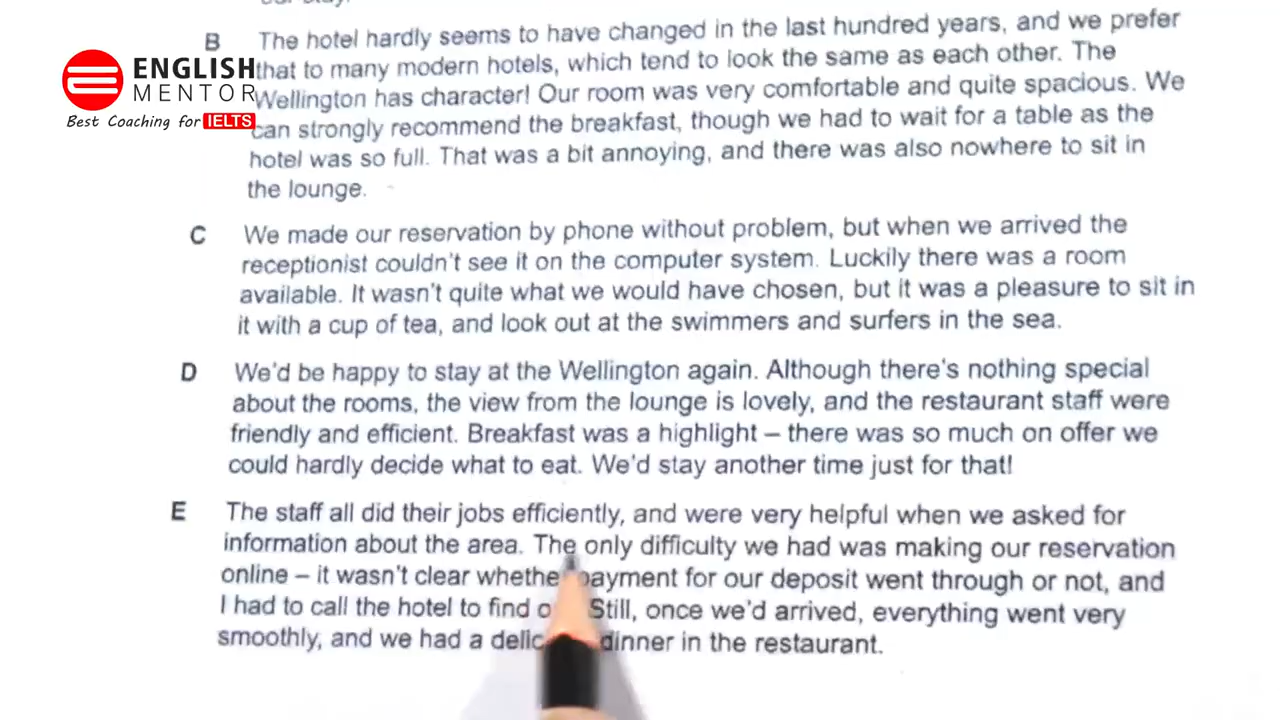 our stay.
B The hotel hardly seems to have changed in the last hundred years, and we prefer
ENGLISH
MENTOR
Best Coaching for IELTS
that to many modern hotels, which tend to look the same as each other. The
Wellington has character! Our room was very comfortable and quite spacious. We
can strongly recommend the breakfast, though we had to wait for a table as the
hotel was so full. That was a bit annoying, and there was also nowhere to sit in
the lounge.
C We made our reservation by phone without problem, but when we arrived the
receptionist couldn't see it on the computer system. Luckily there was a room
available. It wasn't quite what we would have chosen, but it was a pleasure to sit in
it with a cup of tea, and look out at the swimmers and surfers in the sea.
D We'd be happy to stay at the Wellington again. Although there's nothing special
about the rooms, the view from the lounge is lovely, and the restaurant staff were
friendly and efficient. Breakfast was a highlight – there was so much on offer we
could hardly decide what to eat. We'd stay another time just for that!
E The staff all did their jobs efficiently, and were very helpful when we asked for
information about the area. The only difficulty we had was making our reservation
online – it wasn't clear whether payment for our deposit went through or not, and
I had to call the hotel to find Still, once we'd arrived, everything went very
smoothly, and we had a dinner in the restaurant.